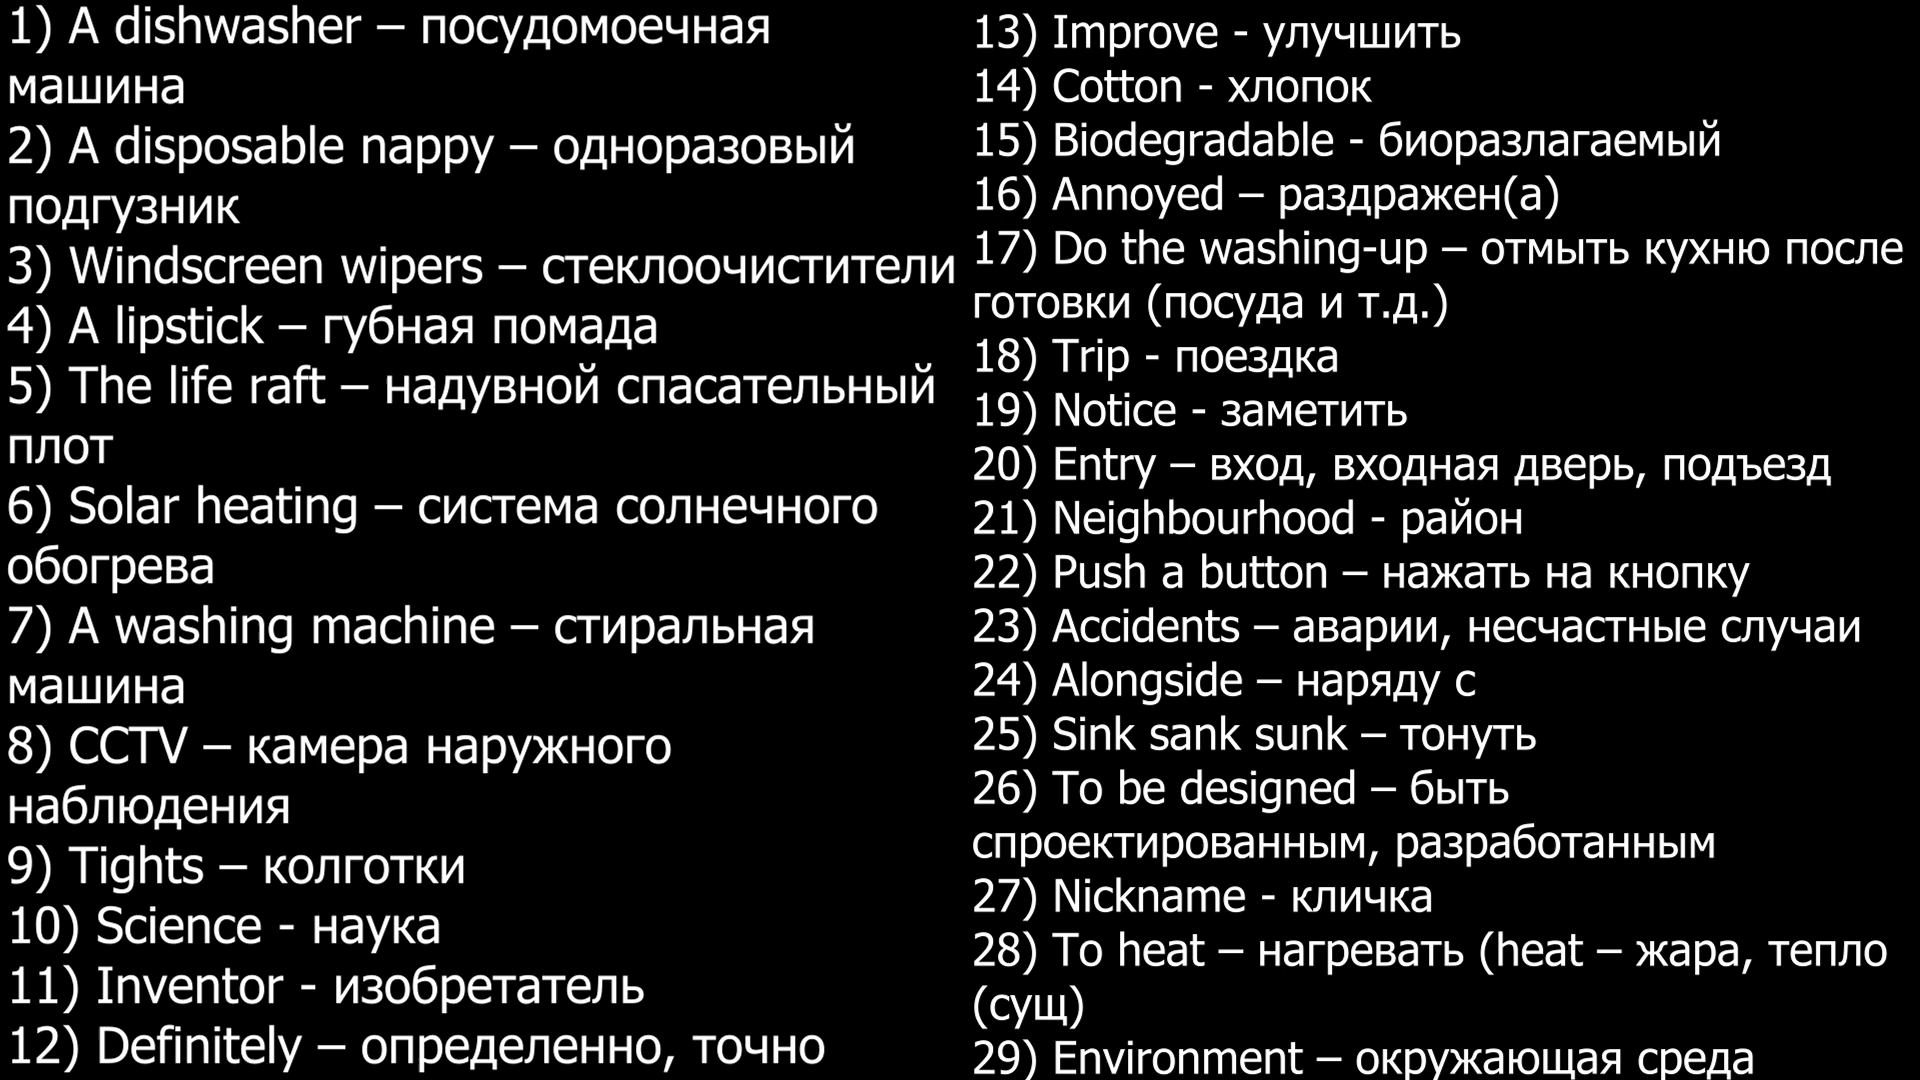 1) A dishwasher – посудомоечная
машина
2) A disposable nappy – одноразовый
подгузник
3) Windscreen wipers – стеклоочистители
4) A lipstick – губная помада
5) The life raft – надувной спасательный
плот
6) Solar heating – система солнечного
обогрева
7) A washing machine – стиральная
машина
8) CCTV – камера наружного
наблюдения
9) Tights – колготки
10) Science - наука
11) Inventor - изобретатель
12) Definitely – определенно, точно
13) Improve - улучшить
14) Cotton - хлопок
15) Biodegradable - биоразлагаемый
16) Annoyed – раздражен(а)
17) Do the washing-up – отмыть кухню после
готовки (посуда и т.д.)
18) Trip - поездка
19) Notice - заметить
20) Entry – вход, входная дверь, подъезд
21) Neighbourhood - район
22) Push a button – нажать на кнопку
23) Accidents – аварии, несчастные случаи
24) Alongside – наряду с
25) Sink sank sunk – тонуть
26) To be designed – быть
спроектированным, разработанным
27) Nickname - кличка
28) To heat – нагревать (heat – жара, тепло
(сущ)
29) Environment – окружающая среда